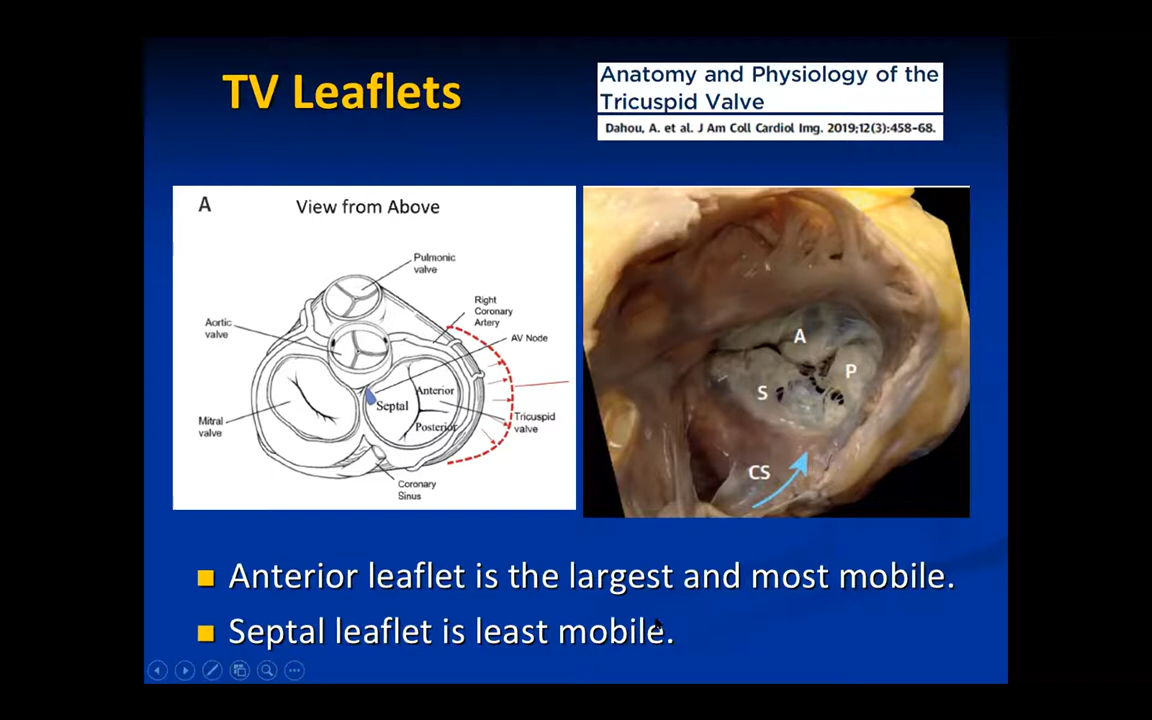 TV Leaflets
Anatomy and Physiology of the
Tricuspid Valve
Dahou, A. et al. J Am Coll Cardiol Img. 2019;12(3):458–68.
A
View from Above
Pulmonic
valve
Right
Coronary
Artery
Aortic
valve
AV Node
Anterior
Septal
Tricuspid
valve
Posterior
Mitral
valve
Coronary
Sinus
A
P
S
CS
Anterior leaflet is the largest and most mobile.
Septal leaflet is least mobile.